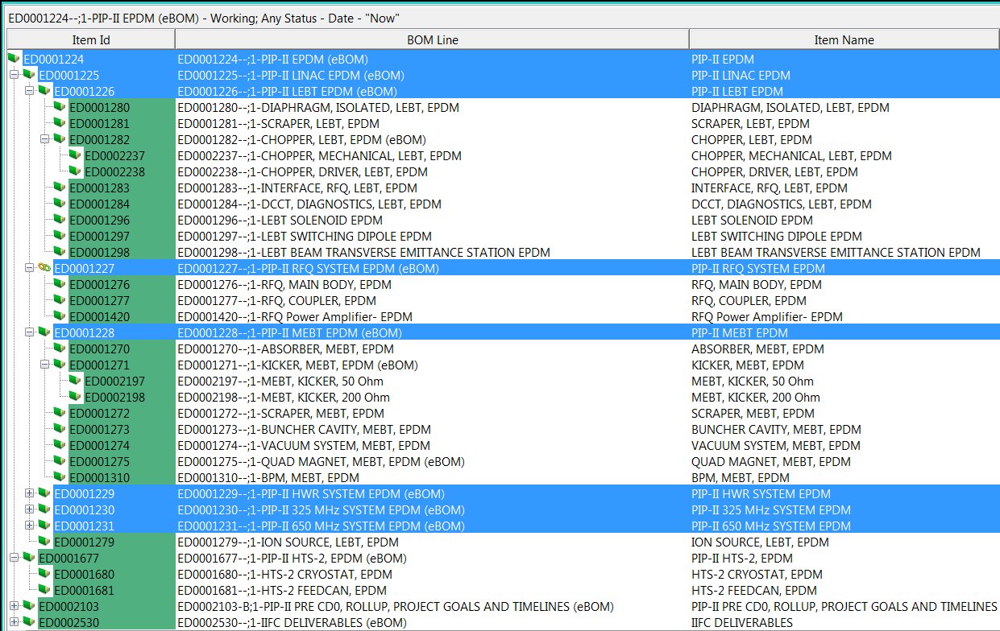 ED0001224--;1-PIP-II EPDM (eBOM) - Working; Any Status - Date - "Now"
Item Id BOM Line Item Name
ED0001224 ED0001224--;1-PIP-II EPDM (eBOM) PIP-II EPDM
ED0001225 ED0001225--;1-PIP-II LINAC EPDM (eBOM) PIP-II LINAC EPDM
ED0001226 ED0001226--;1-PIP-II LEBT EPDM (eBOM) PIP-II LEBT EPDM
ED0001280 ED0001280--;1-DIAPHRAGM, ISOLATED, LEBT, EPDM DIAPHRAGM, ISOLATED, LEBT, EPDM
ED0001281 ED0001281--;1-SCRAPER, LEBT, EPDM SCRAPER, LEBT, EPDM
ED0001282 ED0001282--;1-CHOPPER, LEBT, EPDM (eBOM) CHOPPER, LEBT, EPDM
ED0002237 ED0002237--;1-CHOPPER, MECHANICAL, LEBT, EPDM CHOPPER, MECHANICAL, LEBT, EPDM
ED0002238 ED0002238--;1-CHOPPER, DRIVER, LEBT, EPDM CHOPPER, DRIVER, LEBT, EPDM
ED0001283 ED0001283--;1-INTERFACE, RFQ, LEBT, EPDM INTERFACE, RFQ, LEBT, EPDM
ED0001284 ED0001284--;1-DCCT, DIAGNOSTICS, LEBT, EPDM DCCT, DIAGNOSTICS, LEBT, EPDM
ED0001296 ED0001296--;1-LEBT SOLENOID EPDM LEBT SOLENOID EPDM
ED0001297 ED0001297--;1-LEBT SWITCHING DIPOLE EPDM LEBT SWITCHING DIPOLE EPDM
ED0001298 ED0001298--;1-LEBT BEAM TRANSVERSE EMITTANCE STATION EPDM LEBT BEAM TRANSVERSE EMITTANCE STATION EPDM
ED0001227 ED0001227--;1-PIP-II RFQ SYSTEM EPDM (eBOM) PIP-II RFQ SYSTEM EPDM
ED0001276 ED0001276--;1-RFQ, MAIN BODY, EPDM RFQ, MAIN BODY, EPDM
ED0001277 ED0001277--;1-RFQ, COUPLER, EPDM RFQ, COUPLER, EPDM
ED0001420 ED0001420--;1-RFQ Power Amplifier- EPDM RFQ Power Amplifier- EPDM
ED0001228 ED0001228--;1-PIP-II MEBT EPDM (eBOM) PIP-II MEBT EPDM
ED0001270 ED0001270--;1-ABSORBER, MEBT, EPDM ABSORBER, MEBT, EPDM
ED0001271 ED0001271--;1-KICKER, MEBT, EPDM (eBOM) KICKER, MEBT, EPDM
ED0002197 ED0002197--;1-MEBT, KICKER, 50 Ohm MEBT, KICKER, 50 Ohm
ED0002198 ED0002198--;1-MEBT, KICKER, 200 Ohm MEBT, KICKER, 200 Ohm
ED0001272 ED0001272--;1-SCRAPER, MEBT, EPDM SCRAPER, MEBT, EPDM
ED0001273 ED0001273--;1-BUNCHER CAVITY, MEBT, EPDM BUNCHER CAVITY, MEBT, EPDM
ED0001274 ED0001274--;1-VACUUM SYSTEM, MEBT, EPDM VACUUM SYSTEM, MEBT, EPDM
ED0001275 ED0001275--;1-QUAD MAGNET, MEBT, EPDM (eBOM) QUAD MAGNET, MEBT, EPDM
ED0001310 ED0001310--;1-BPM, MEBT, EPDM BPM, MEBT, EPDM
ED0001229 ED0001229--;1-PIP-II HWR SYSTEM EPDM (eBOM) PIP-II HWR SYSTEM EPDM
ED0001230 ED0001230--;1-PIP-II 325 MHz SYSTEM EPDM (eBOM) PIP-II 325 MHz SYSTEM EPDM
ED0001231 ED0001231--;1-PIP-II 650 MHz SYSTEM EPDM (eBOM) PIP-II 650 MHz SYSTEM EPDM
ED0001279 ED0001279--;1-ION SOURCE, LEBT, EPDM ION SOURCE, LEBT, EPDM
ED0001677 ED0001677--;1-PIP-II HTS-2, EPDM (eBOM) PIP-II HTS-2, EPDM
ED0001680 ED0001680--;1-HTS-2 CRYOSTAT, EPDM HTS-2 CRYOSTAT, EPDM
ED0001681 ED0001681--;1-HTS-2 FEEDCAN, EPDM HTS-2 FEEDCAN, EPDM
ED0002103 ED0002103-B;1-PIP-II PRE CD0, ROLLUP, PROJECT GOALS AND TIMELINES (eBOM) PIP-II PRE CD0, ROLLUP, PROJECT GOALS AND TIMELINES
ED0002530 ED0002530--;1-IIFC DELIVERABLES (eBOM) IIFC DELIVERABLES